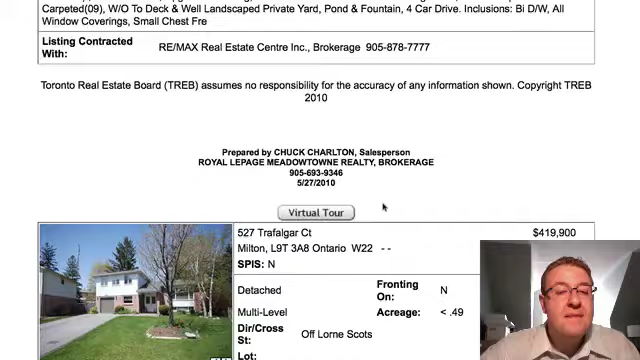 Carpeted(09), W/O To Deck & Well Landscaped Private Yard, Pond & Fountain, 4 Car Drive. Inclusions: Bi D/W, All
Window Coverings, Small Chest Fre
Listing Contracted With: RE/MAX Real Estate Centre Inc., Brokerage 905-878-7777
Toronto Real Estate Board (TREB) assumes no responsibility for the accuracy of any information shown. Copyright TREB
2010
Prepared by CHUCK CHARLTON, Salesperson
ROYAL LEPAGE MEADOWTOWNE REALTY, BROKERAGE
905-693-9346
5/27/2010
Virtual Tour
527 Trafalgar Ct $419,900
Milton, L9T 3A8 Ontario W22 - -
SPIS: N
Detached Fronting On: N
Multi-Level Acreage: < .49
Dir/Cross St: Off Lorne Scots
Lot: